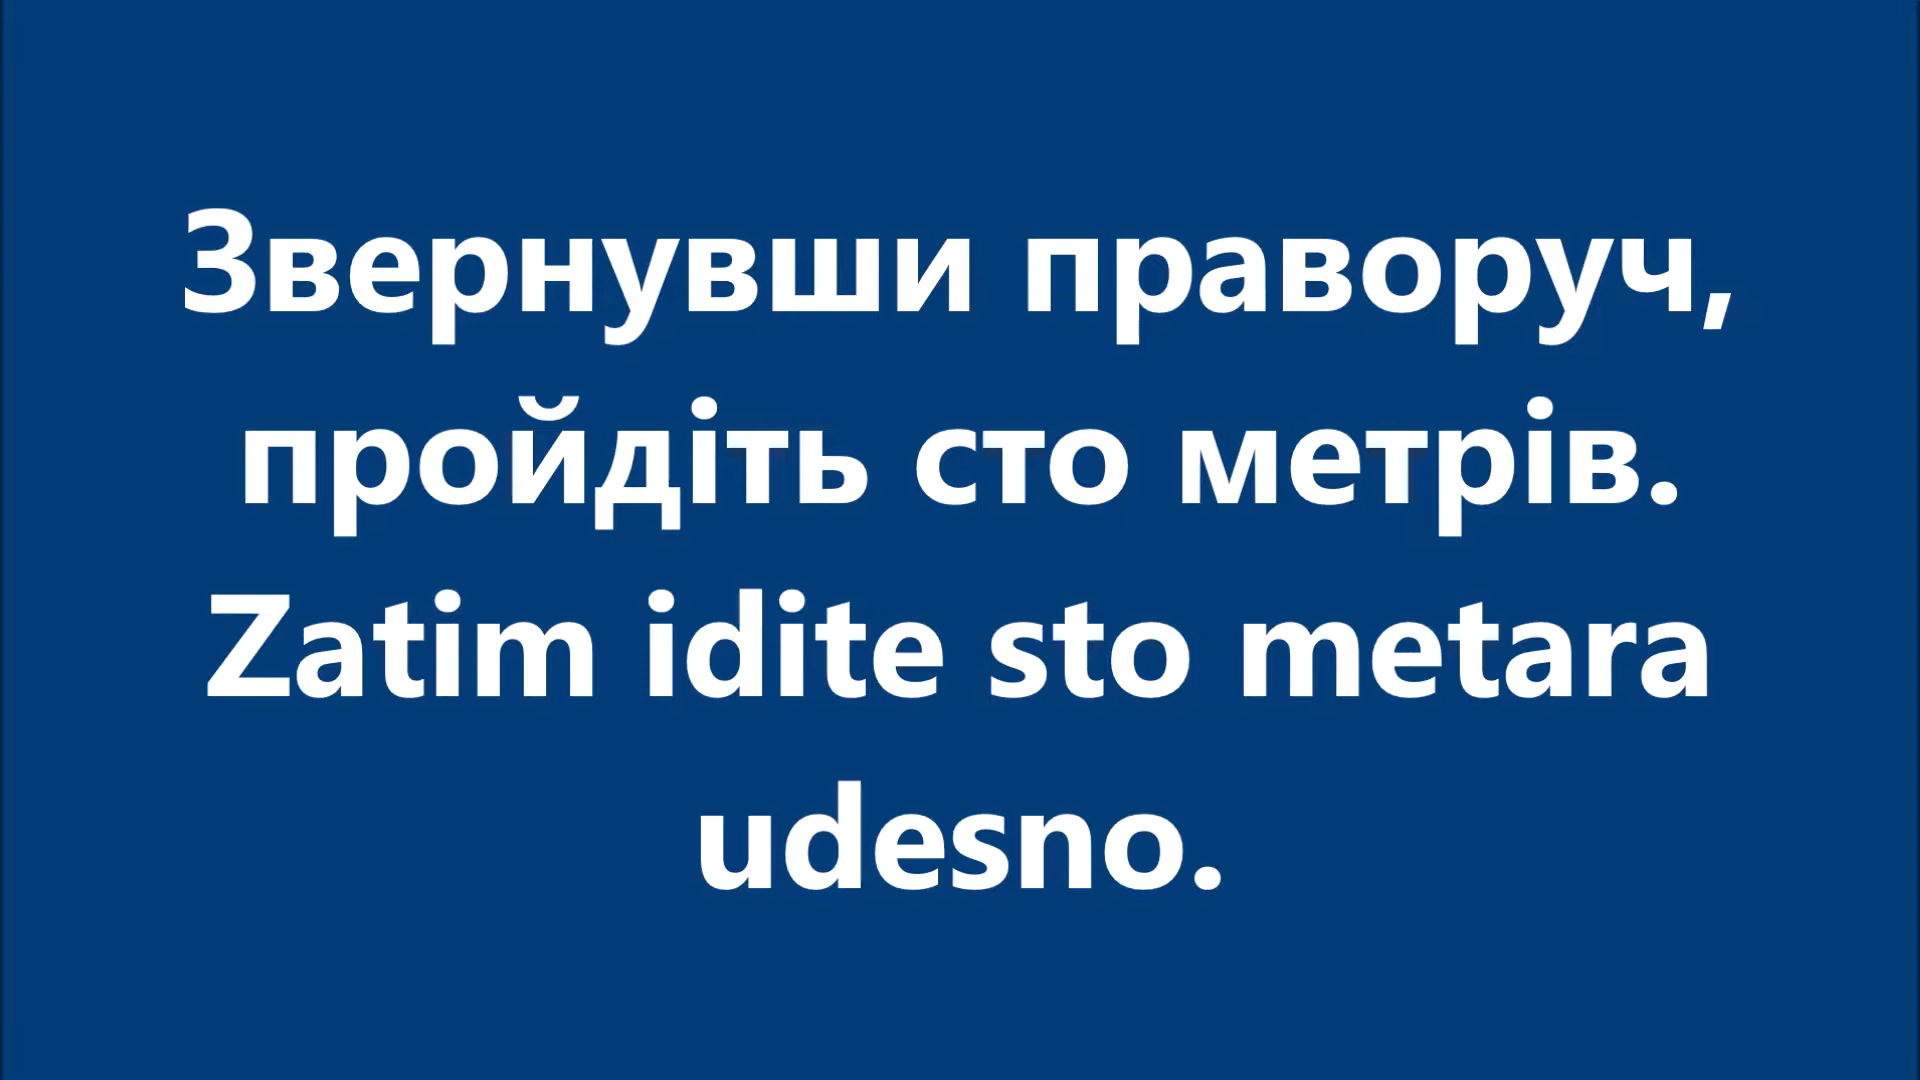 Звернувши праворуч,
пройдіть сто метрів.
Zatim idite sto metara
udesno.